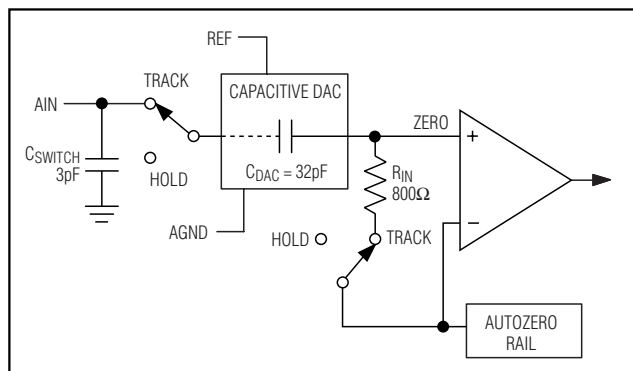 REF
TRACK
CAPACITIVE DAC
AIN
ZERO
+
CSWITCH
3pF
HOLD
CDAC = 32pF
RIN
800Ω
−
AGND
HOLD
TRACK
AUTOZERO
RAIL